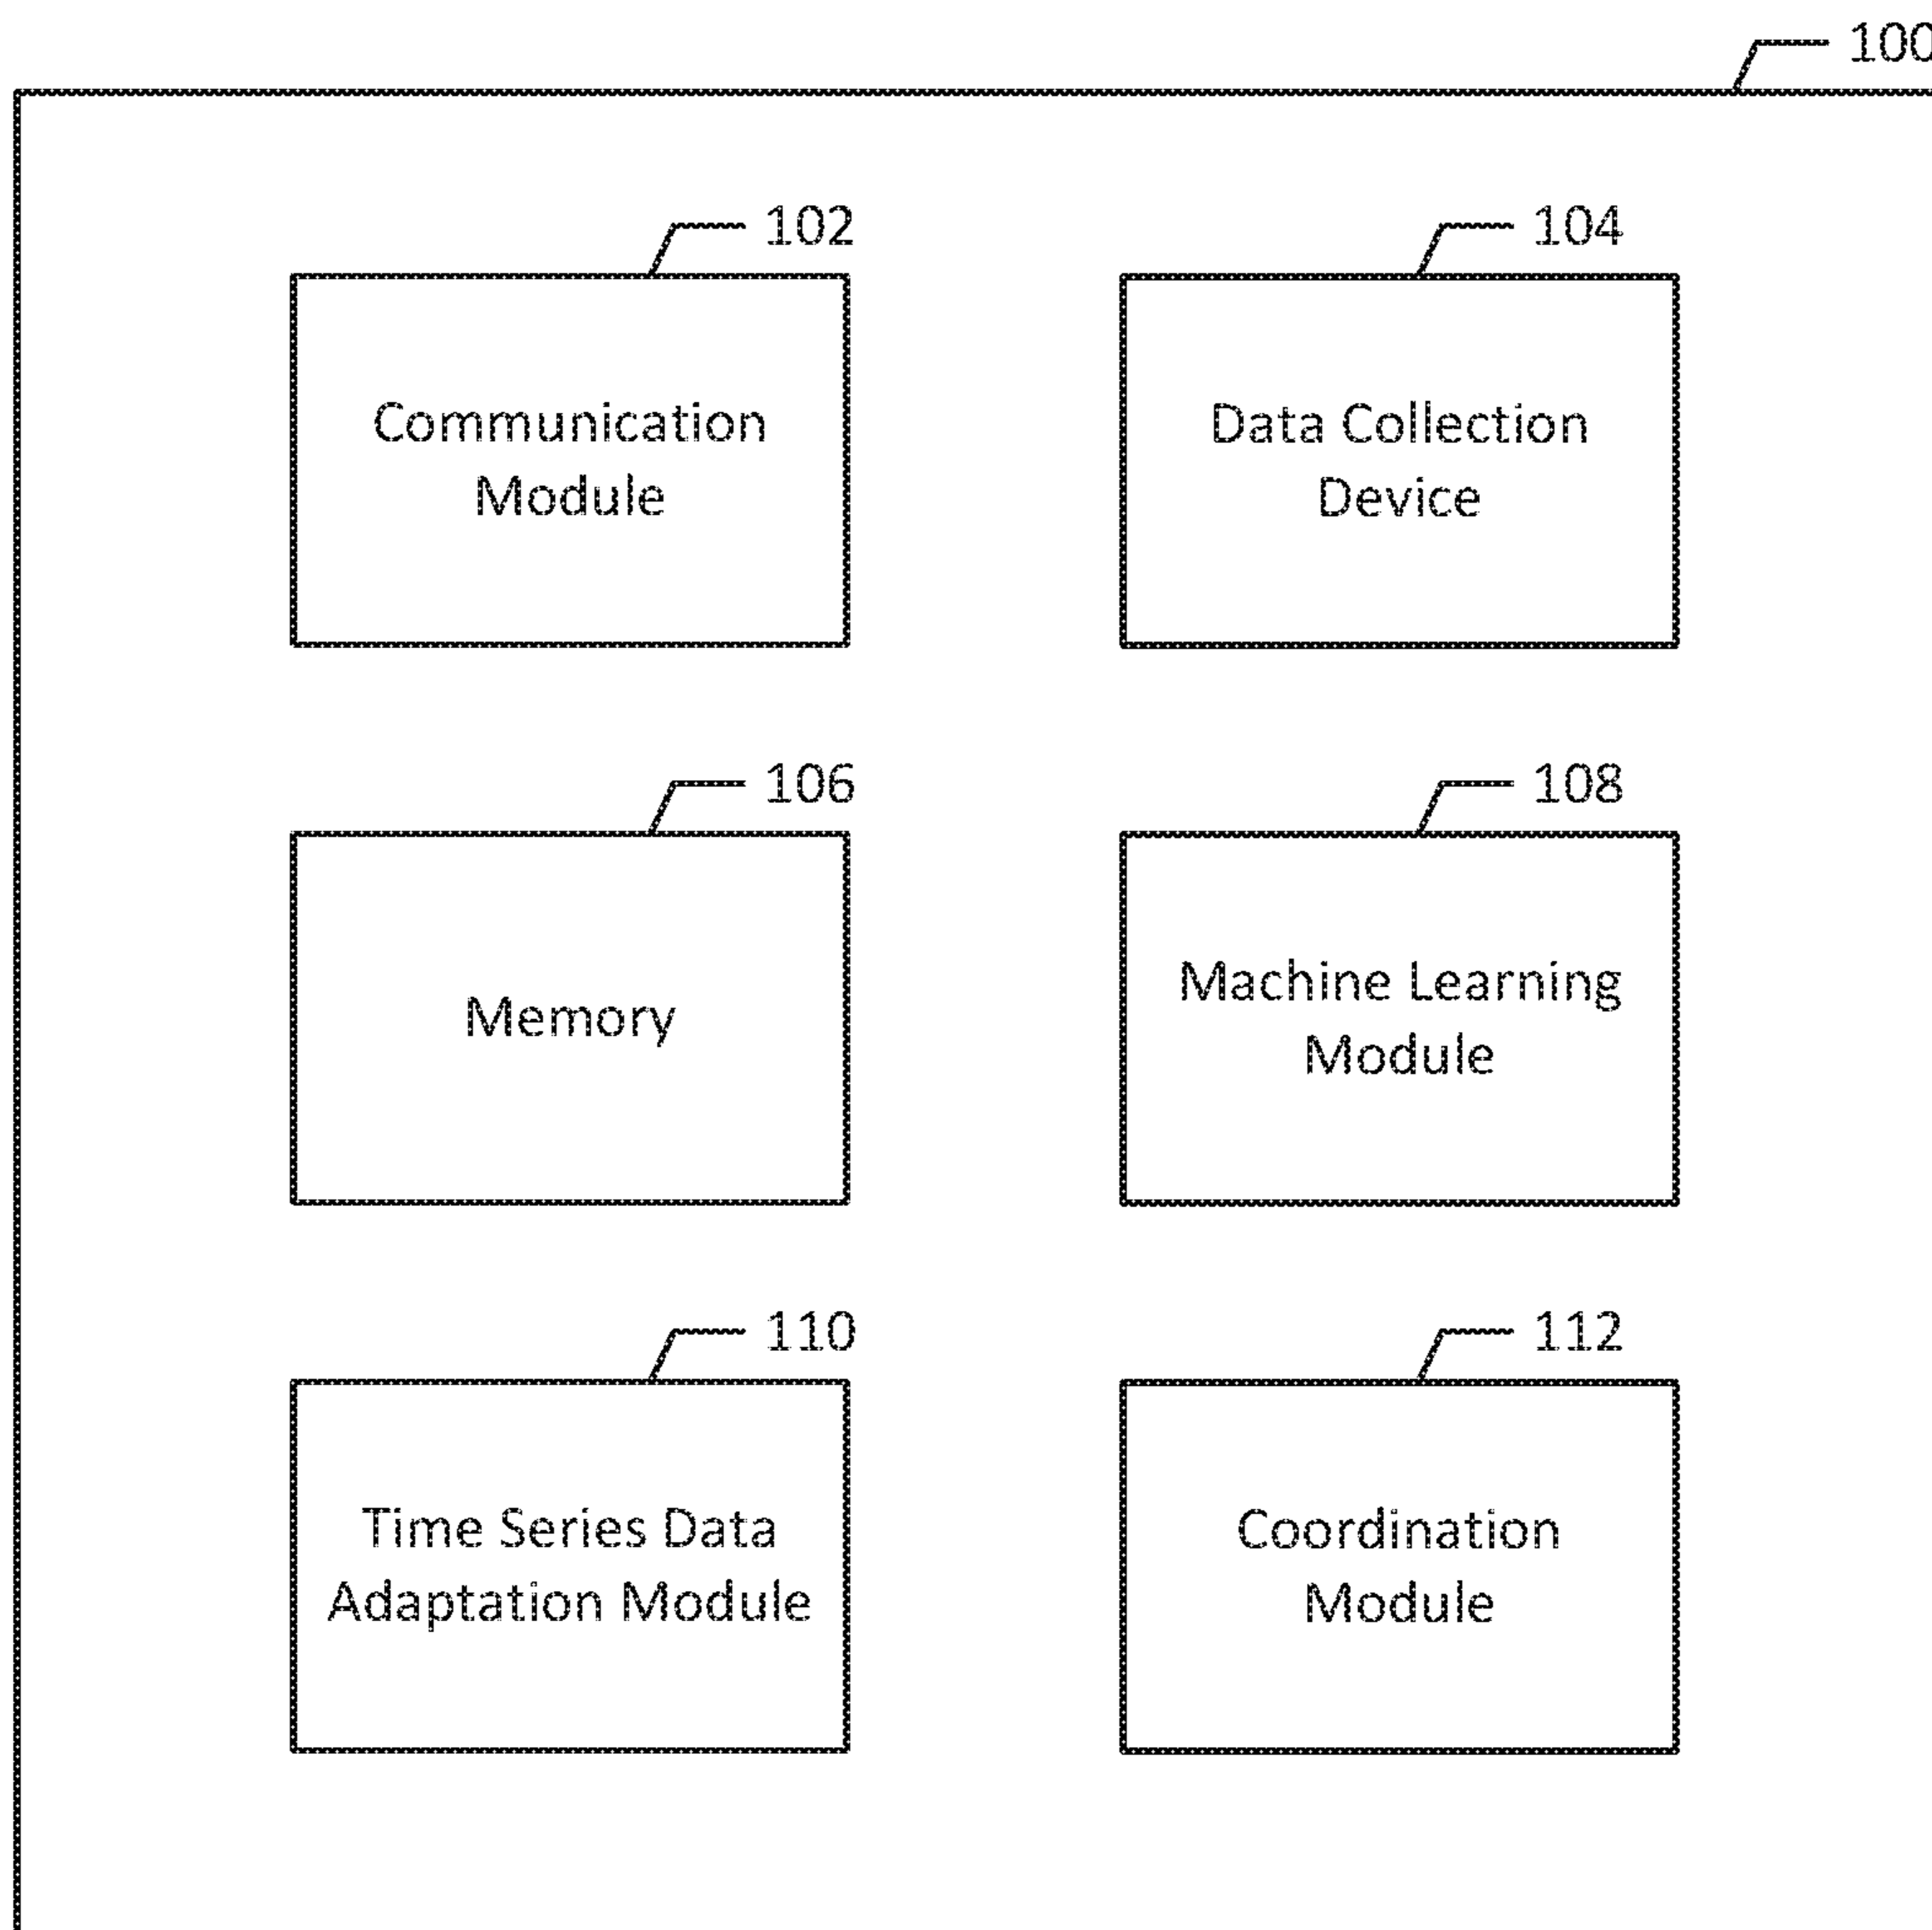 100
102
104
Communication
Module
Data Collection
Device
106
108
Memory
Machine Learning
Module
110
112
Time Series Data
Adaptation Module
Coordination
Module